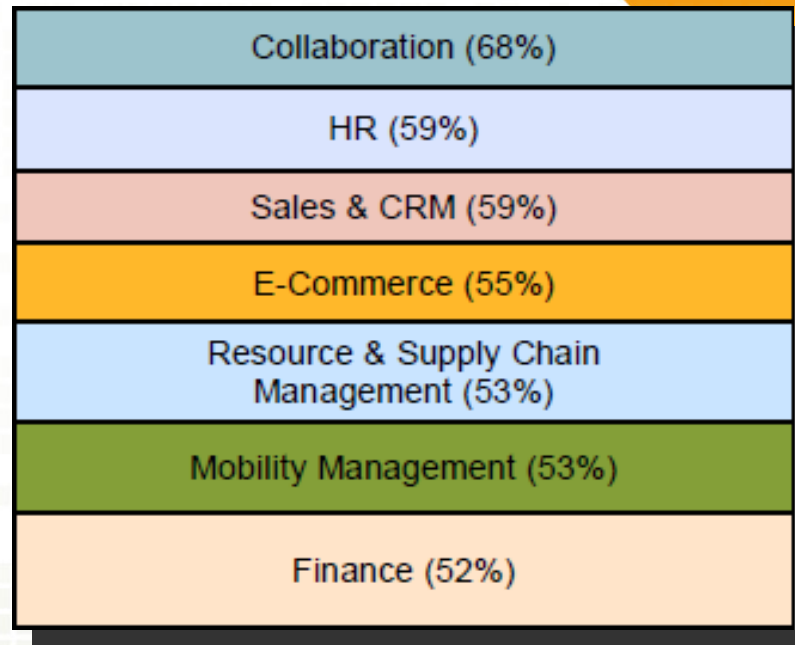 Collaboration (68%)
HR (59%)
Sales & CRM (59%)
E-Commerce (55%)
Resource & Supply Chain
Management (53%)
Mobility Management (53%)
Finance (52%)